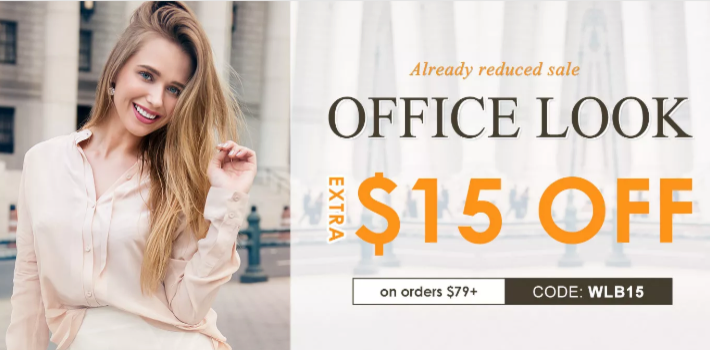 Already reduced sale
OFFICE LOOK
EXTRA
$15 OFF
on orders $79+
CODE: WLB15